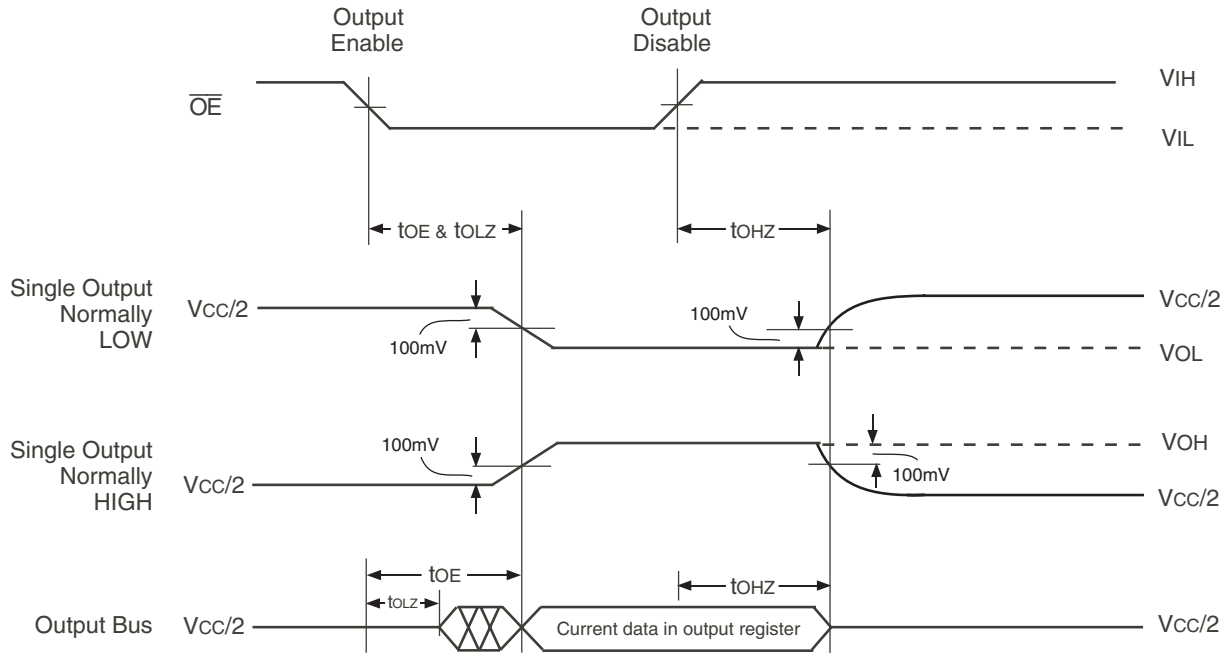 Output
Enable
Output
Disable
OE
VIH
VIL
tOE & tOLZ
tOHZ
Single Output
Normally
LOW
VCC/2
100mV
100mV
VCC/2
VOL
Single Output
Normally
HIGH
VCC/2
100mV
VOH
100mV
VCC/2
tOE
tOLZ
tOHZ
Output Bus
VCC/2
Current data in output register
VCC/2